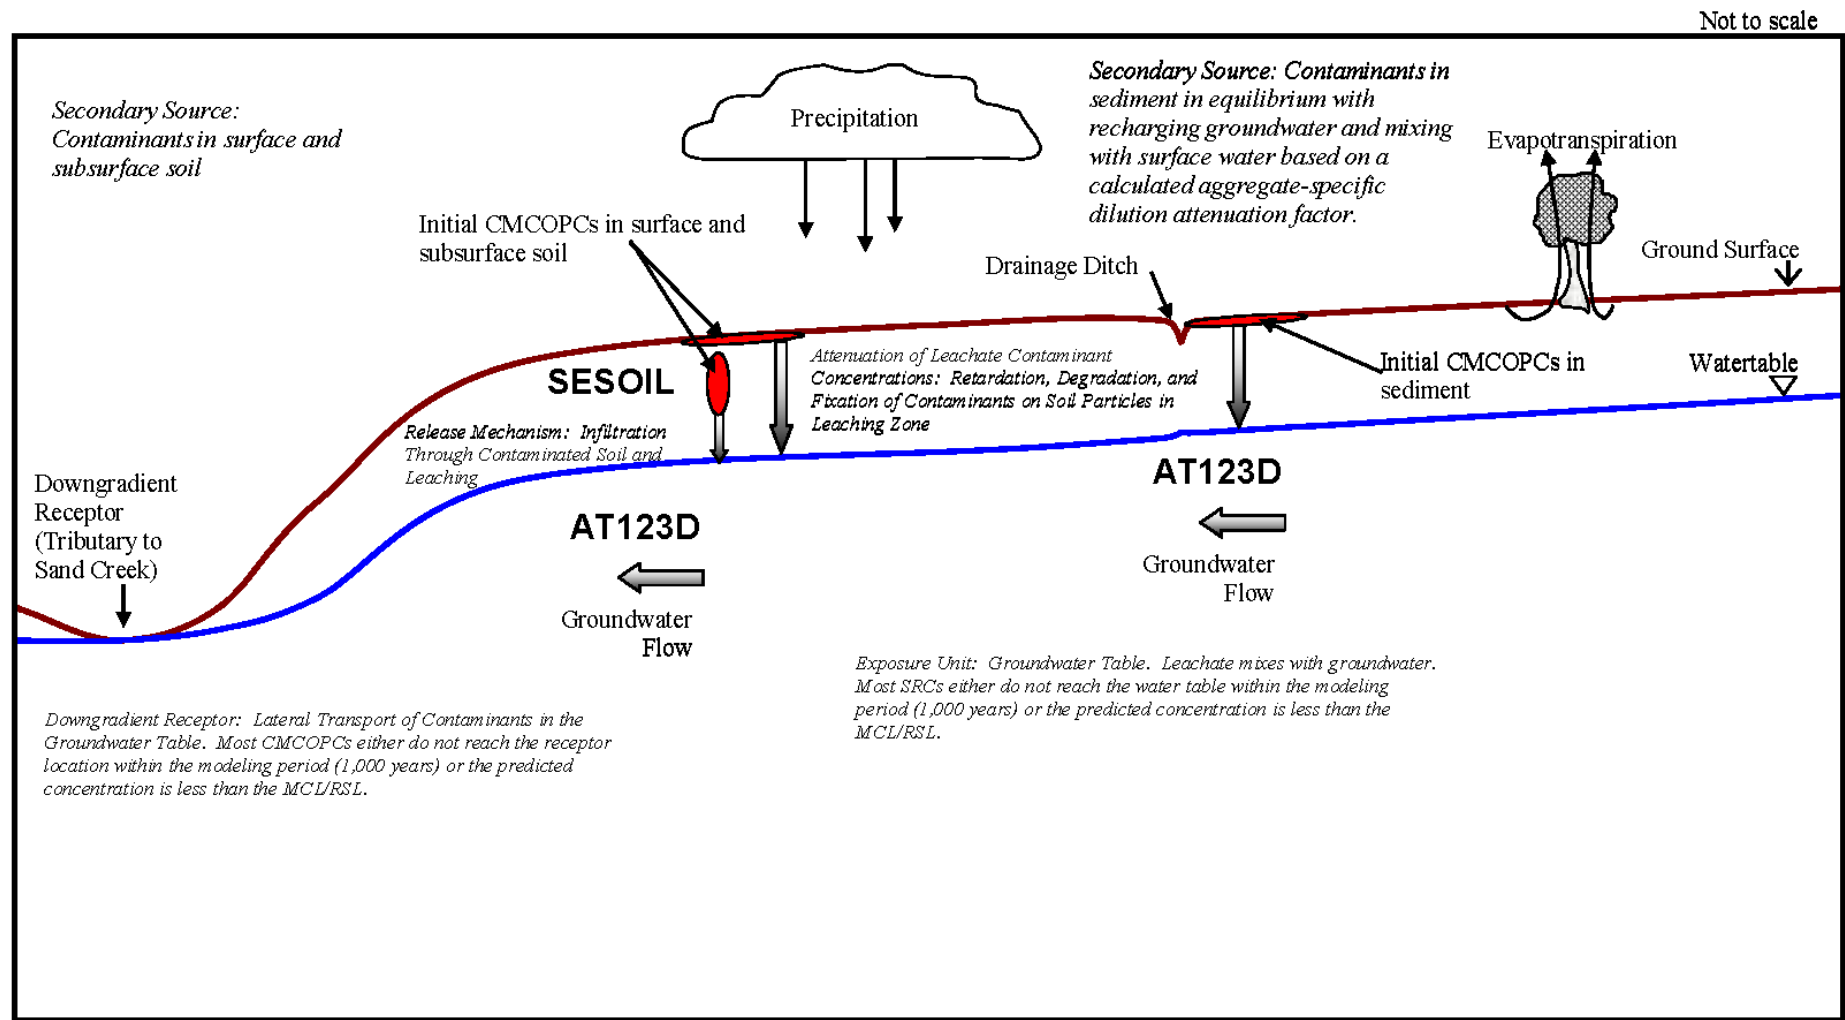 Not to scale
Secondary Source:
Contaminants in surface and
subsurface soil
Precipitation
Secondary Source: Contaminants in
sediment in equilibrium with
recharging groundwater and mixing
with surface water based on a
calculated aggregate-specific
dilution attenuation factor.
Evapotranspiration
Initial CMCOPCs in surface and
subsurface soil
Drainage Ditch
Ground Surface
Attenuation of Leachate Contaminant
Concentrations: Retardation, Degradation, and
Fixation of Contaminants on Soil Particles in
Leaching Zone
Initial CMCOPCs in
sediment
Watertable
SESOIL
Release Mechanism: Infiltration
Through Contaminated Soil and
Leaching
Downgradient
Receptor
(Tributary to
Sand Creek)
AT123D
Groundwater
Flow
AT123D
Groundwater
Flow
Exposure Unit: Groundwater Table. Leachate mixes with groundwater.
Most SRCs either do not reach the water table within the modeling
period (1,000 years) or the predicted concentration is less than the
MCL/RSL.
Downgradient Receptor: Lateral Transport of Contaminants in the
Groundwater Table. Most CMCOPCs either do not reach the receptor
location within the modeling period (1,000 years) or the predicted
concentration is less than the MCL/RSL.